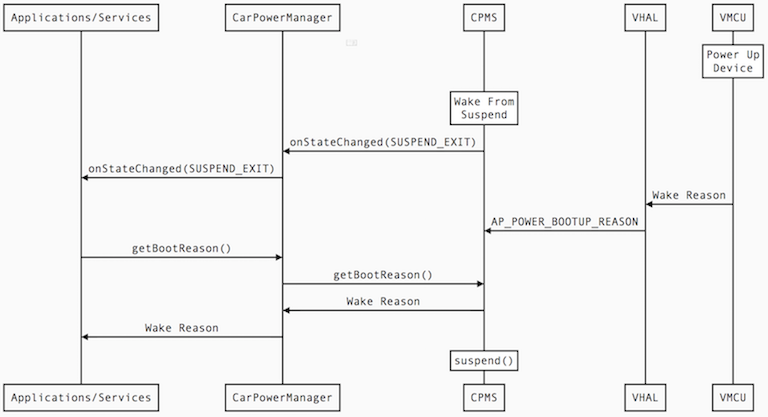 Applications/Services
CarPowerManager
CPMS
VHAL
VMCU
Power Up
Device
Wake From
Suspend
onStateChanged(SUSPEND_EXIT)
onStateChanged(SUSPEND_EXIT)
Wake Reason
AP_POWER_BOOTUP_REASON
getBootReason()
getBootReason()
Wake Reason
Wake Reason
suspend()
Applications/Services
CarPowerManager
CPMS
VHAL
VMCU